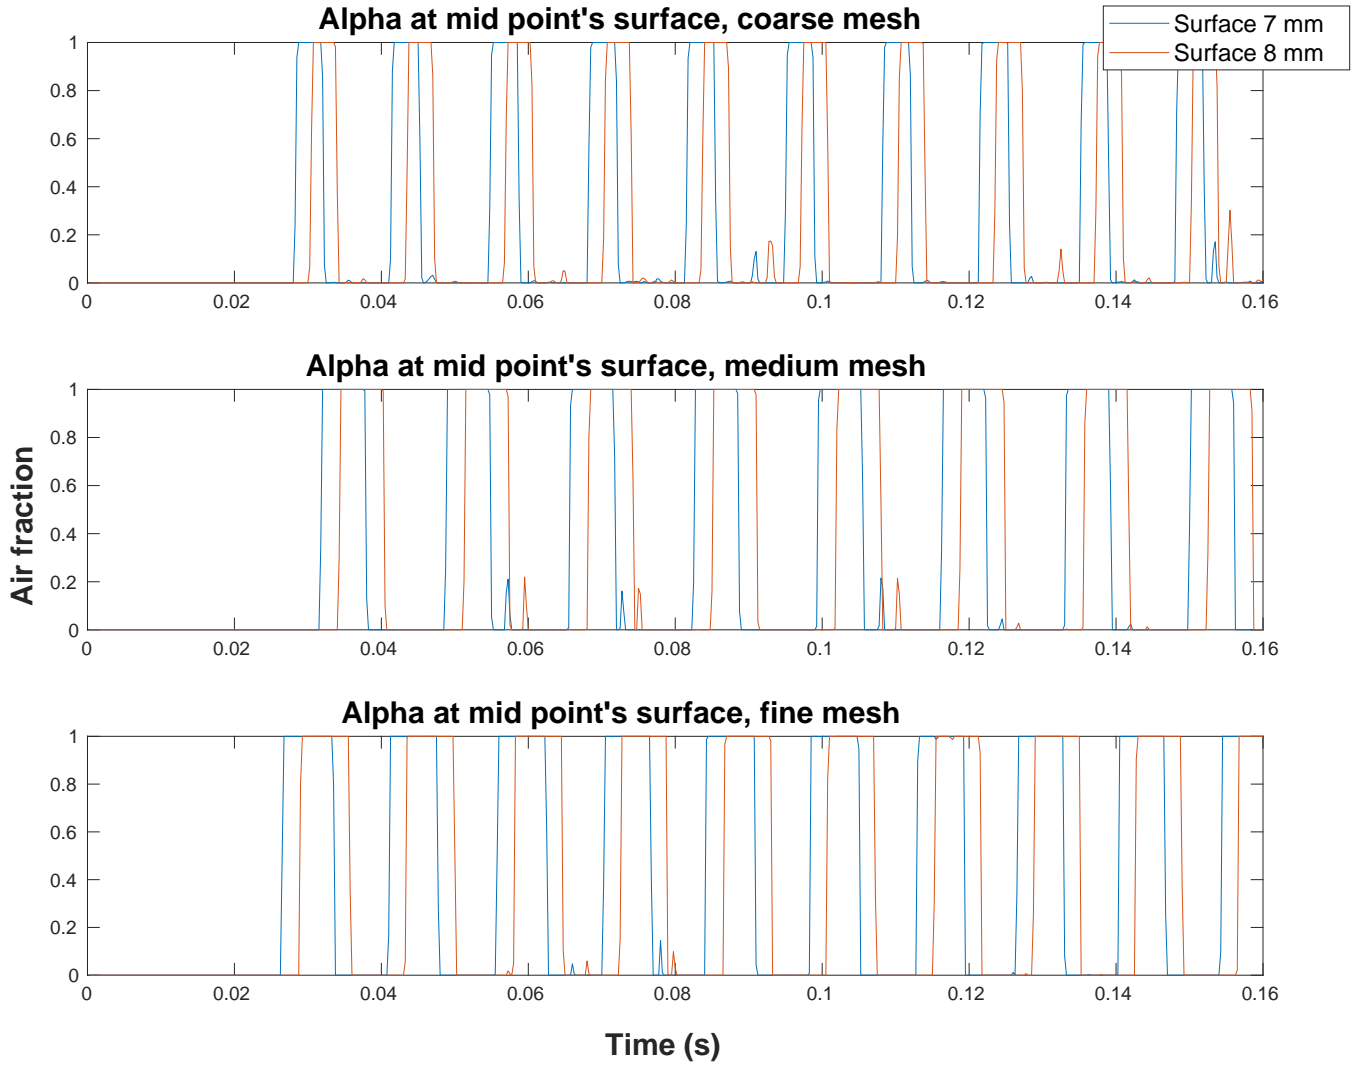 Alpha at mid point's surface, coarse mesh
Surface 7 mm
Surface 8 mm
1
0.8
0.6
0.4
0.2
0
0 0.02 0.04 0.06 0.08 0.1 0.12 0.14 0.16
Alpha at mid point's surface, medium mesh
1
0.8
0.6
0.4
0.2
0
0 0.02 0.04 0.06 0.08 0.1 0.12 0.14 0.16
Air fraction
Alpha at mid point's surface, fine mesh
1
0.8
0.6
0.4
0.2
0
0 0.02 0.04 0.06 0.08 0.1 0.12 0.14 0.16
Time (s)